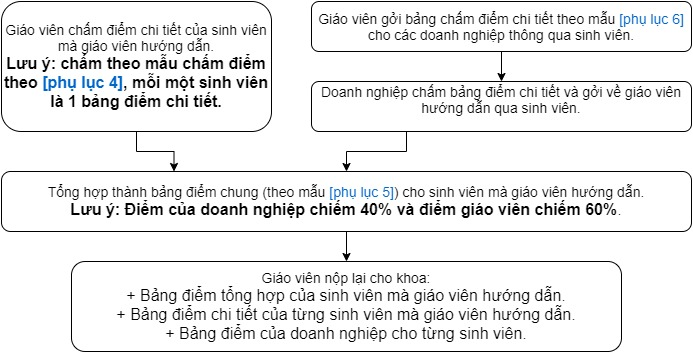 Giáo viên chấm điểm chi tiết của sinh viên
mà giáo viên hướng dẫn.
Lưu ý: chấm theo mẫu chấm điểm
theo [phụ lục 4], mỗi một sinh viên
là 1 bảng điểm chi tiết.
Giáo viên gởi bảng chấm điểm chi tiết theo mẫu [phụ lục 6]
cho các doanh nghiệp thông qua sinh viên.
Doanh nghiệp chấm bảng điểm chi tiết và gởi về giáo viên
hướng dẫn qua sinh viên.
Tổng hợp thành bảng điểm chung (theo mẫu [phụ lục 5]) cho sinh viên mà giáo viên hướng dẫn.
Lưu ý: Điểm của doanh nghiệp chiếm 40% và điểm giáo viên chiếm 60%.
Giáo viên nộp lại cho khoa:
+ Bảng điểm tổng hợp của sinh viên mà giáo viên hướng dẫn.
+ Bảng điểm chi tiết của từng sinh viên mà giáo viên hướng dẫn.
+ Bảng điểm của doanh nghiệp cho từng sinh viên.